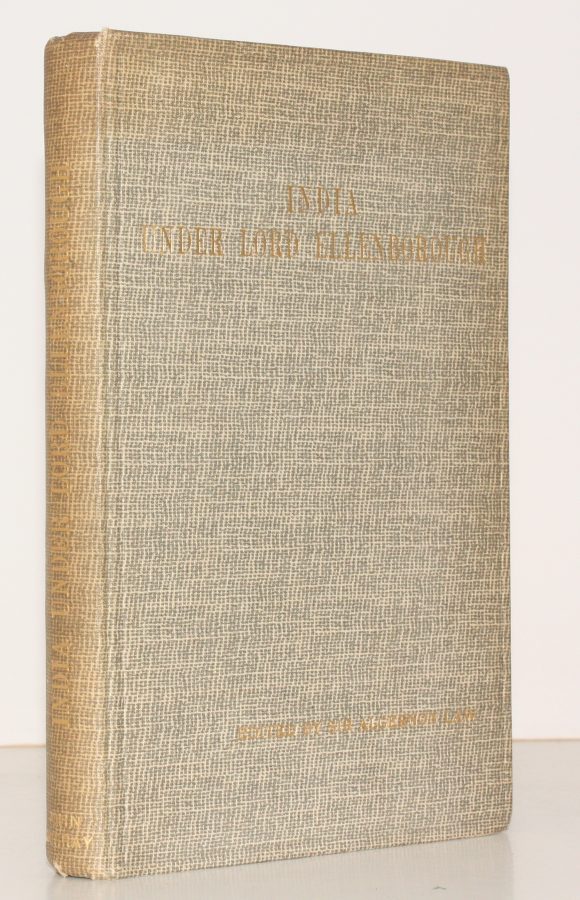 INDIA
UNDER LORD ELLENBOROUGH
EDITED BY SIR ALGERNON LAW
INDIA UNDER LORD ELLENBOROUGH